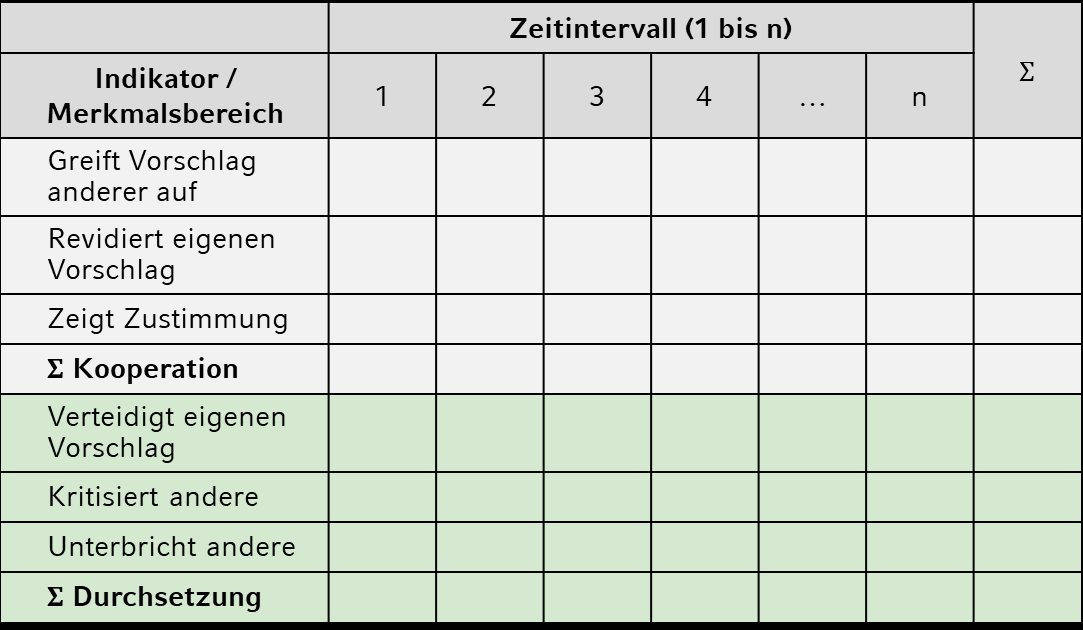 Zeitintervall (1 bis n)
Σ
Indikator /
Merkmalsbereich
1 2 3 4 ... n
Greift Vorschlag
anderer auf
Revidiert eigenen
Vorschlag
Zeigt Zustimmung
Σ Kooperation
Verteidigt eigenen
Vorschlag
Kritisiert andere
Unterbricht andere
Σ Durchsetzung